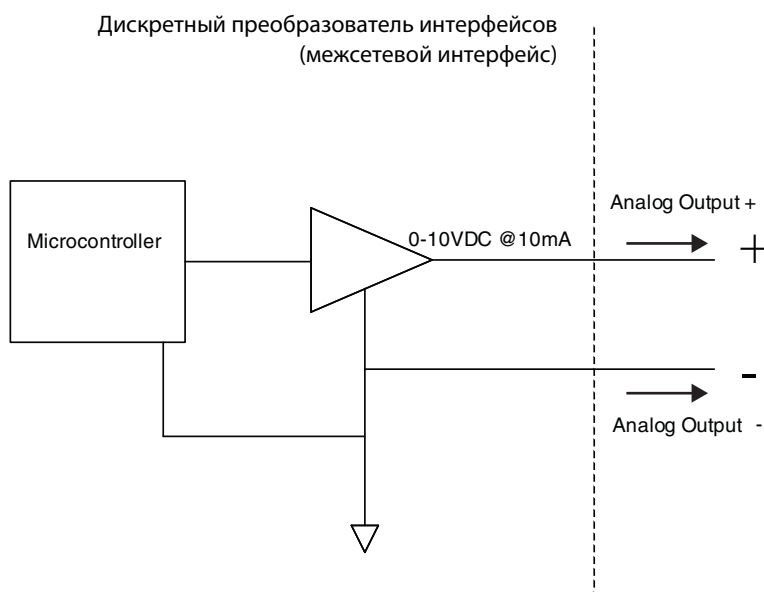 Дискретный преобразователь интерфейсов
(межсетевой интерфейс)
Analog Output +
Microcontroller
0-10VDC @10mA
+
-
Analog Output -